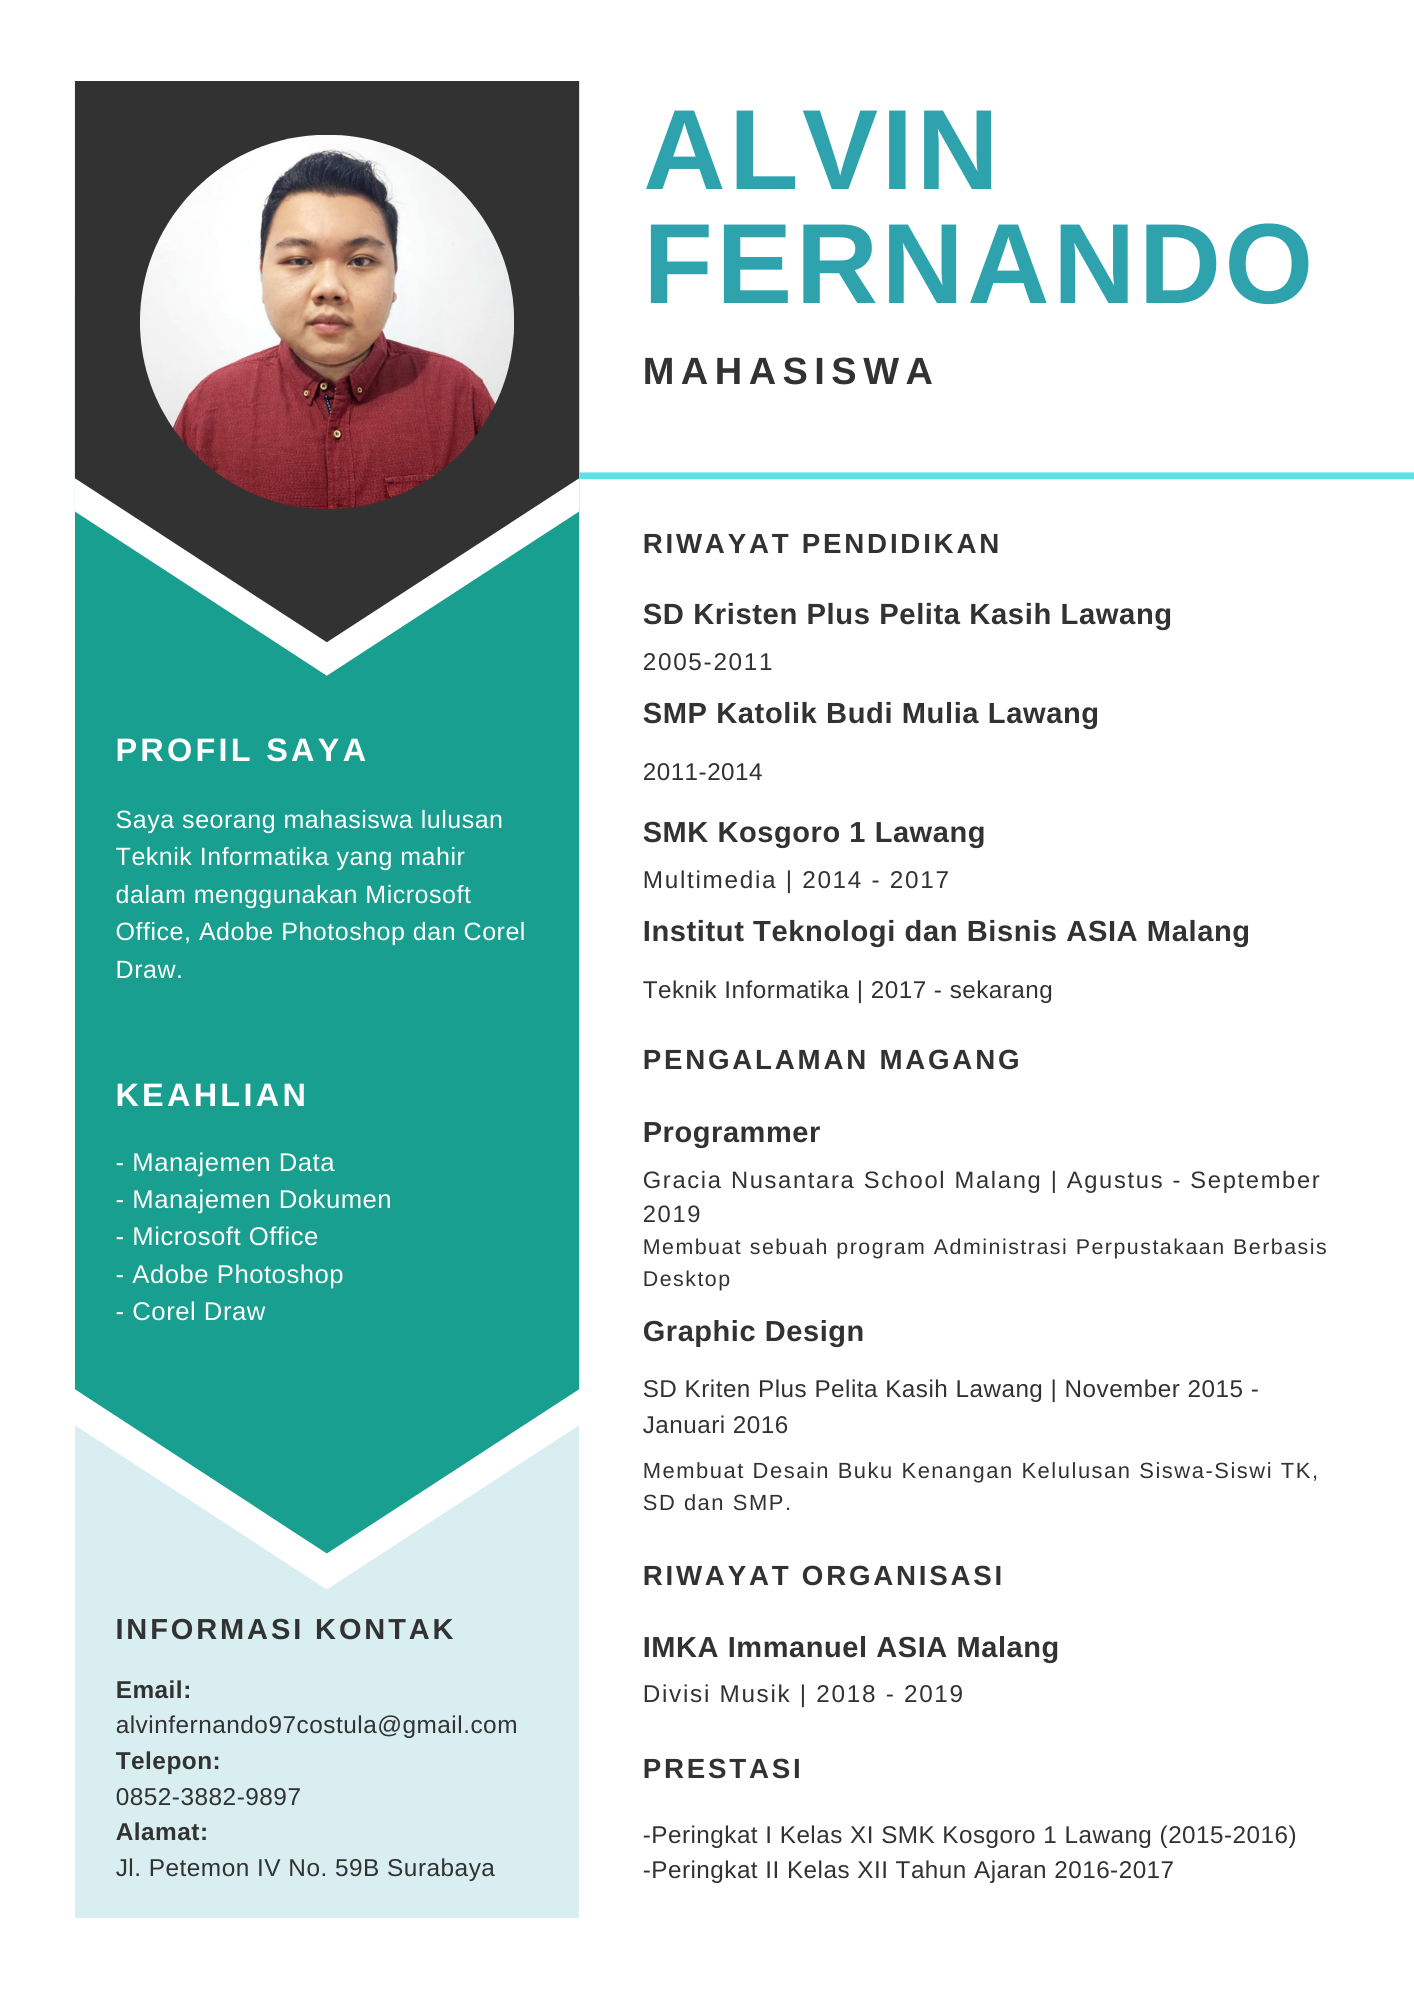 ALVIN
FERNANDO
MAHASISWA
PROFIL SAYA
Saya seorang mahasiswa lulusan
Teknik Informatika yang mahir
dalam menggunakan Microsoft
Office, Adobe Photoshop dan Corel
Draw.
KEAHLIAN
- Manajemen Data
- Manajemen Dokumen
- Microsoft Office
- Adobe Photoshop
- Corel Draw
INFORMASI KONTAK
Email:
alvinfernando97costula@gmail.com
Telepon:
0852-3882-9897
Alamat:
Jl. Petemon IV No. 59B Surabaya
RIWAYAT PENDIDIKAN
SD Kristen Plus Pelita Kasih Lawang
2005-2011
SMP Katolik Budi Mulia Lawang
2011-2014
SMK Kosgoro 1 Lawang
Multimedia | 2014 - 2017
Institut Teknologi dan Bisnis ASIA Malang
Teknik Informatika | 2017 - sekarang
PENGALAMAN MAGANG
Programmer
Gracia Nusantara School Malang | Agustus - September
2019
Membuat sebuah program Administrasi Perpustakaan Berbasis
Desktop
Graphic Design
SD Kriten Plus Pelita Kasih Lawang | November 2015 -
Januari 2016
Membuat Desain Buku Kenangan Kelulusan Siswa-Siswi TK,
SD dan SMP.
RIWAYAT ORGANISASI
IMKA Immanuel ASIA Malang
Divisi Musik | 2018 - 2019
PRESTASI
-Peringkat I Kelas XI SMK Kosgoro 1 Lawang (2015-2016)
-Peringkat II Kelas XII Tahun Ajaran 2016-2017